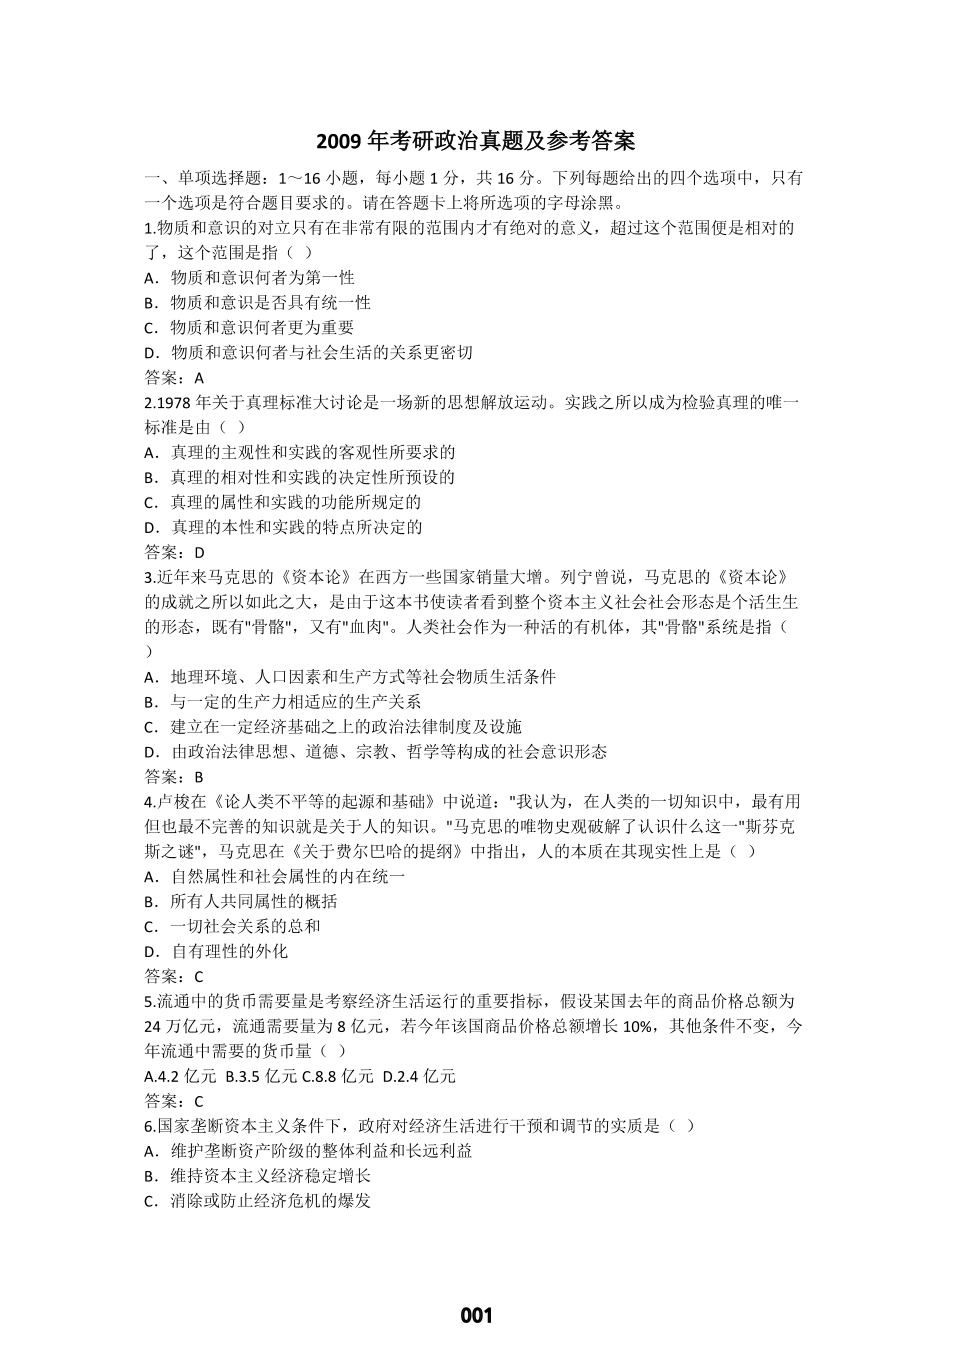 2009 年考研政治真题及参考答案
一、单项选择题：1～16 小题，每小题 1 分，共 16 分。下列每题给出的四个选项中，只有
一个选项是符合题目要求的。请在答题卡上将所选项的字母涂黑。
1.物质和意识的对立只有在非常有限的范围内才有绝对的意义，超过这个范围便是相对的
了，这个范围是指（  ）
A．物质和意识何者为第一性
B．物质和意识是否具有统一性
C．物质和意识何者更为重要
D．物质和意识何者与社会生活的关系更密切
答案：A
2.1978 年关于真理标准大讨论是一场新的思想解放运动。实践之所以成为检验真理的唯一
标准是由（  ）
A．真理的主观性和实践的客观性所要求的
B．真理的相对性和实践的决定性所预设的
C．真理的属性和实践的功能所规定的
D．真理的本性和实践的特点所决定的
答案：D
3.近年来马克思的《资本论》在西方一些国家销量大增。列宁曾说，马克思的《资本论》
的成就之所以如此之大，是由于这本书使读者看到整个资本主义社会社会形态是个活生生
的形态，既有"骨骼"，又有"血肉"。人类社会作为一种活的有机体，其"骨骼"系统是指（
）
A．地理环境、人口因素和生产方式等社会物质生活条件
B．与一定的生产力相适应的生产关系
C．建立在一定经济基础之上的政治法律制度及设施
D．由政治法律思想、道德、宗教、哲学等构成的社会意识形态
答案：B
4.卢梭在《论人类不平等的起源和基础》中说道："我认为，在人类的一切知识中，最有用
但也最不完善的知识就是关于人的知识。"马克思的唯物史观破解了认识什么这一"斯芬克
斯之谜"，马克思在《关于费尔巴哈的提纲》中指出，人的本质在其现实性上是（  ）
A．自然属性和社会属性的内在统一
B．所有人共同属性的概括
C．一切社会关系的总和
D．自有理性的外化
答案：C
5.流通中的货币需要量是考察经济生活运行的重要指标，假设某国去年的商品价格总额为
24 万亿元，流通需要量为 8 亿元，若今年该国商品价格总额增长 10%，其他条件不变，今
年流通中需要的货币量（  ）
A.4.2 亿元  B.3.5 亿元 C.8.8 亿元  D.2.4 亿元
答案：C
6.国家垄断资本主义条件下，政府对经济生活进行干预和调节的实质是（  ）
A．维护垄断资产阶级的整体利益和长远利益
B．维持资本主义经济稳定增长
C．消除或防止经济危机的爆发
001